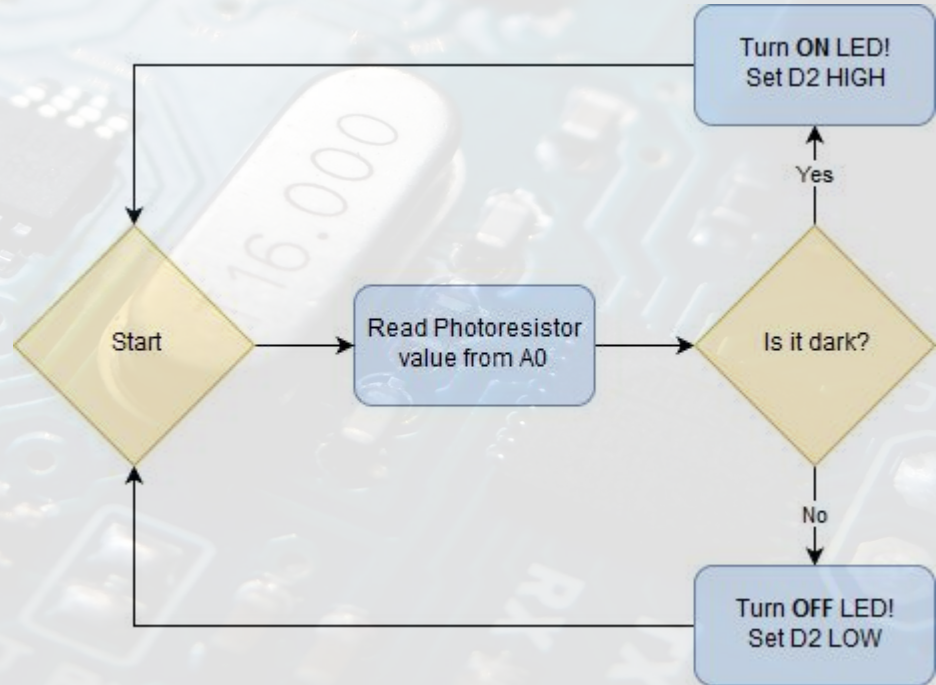 Turn ON LED!
Set D2 HIGH
Yes
16.000
Start
Read Photoresistor
value from A0
Is it dark?
No
Turn OFF LED!
Set D2 LOW
RX